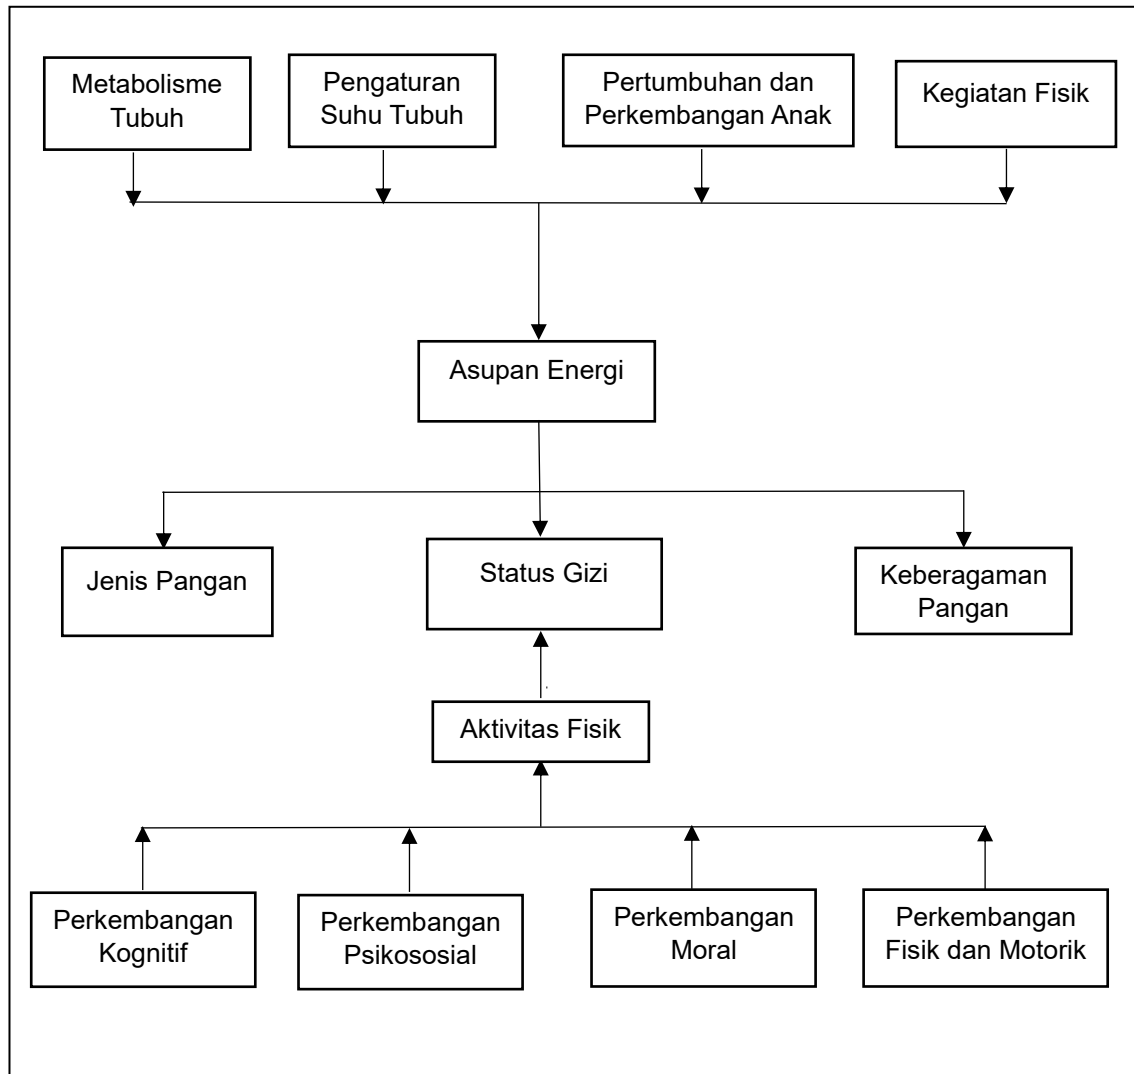 Metabolisme
Tubuh
Pengaturan
Suhu Tubuh
Pertumbuhan dan
Perkembangan Anak
Kegiatan Fisik
Asupan Energi
Jenis Pangan
Status Gizi
Keberagaman
Pangan
Aktivitas Fisik
Perkembangan
Kognitif
Perkembangan
Psikososial
Perkembangan
Moral
Perkembangan
Fisik dan Motorik